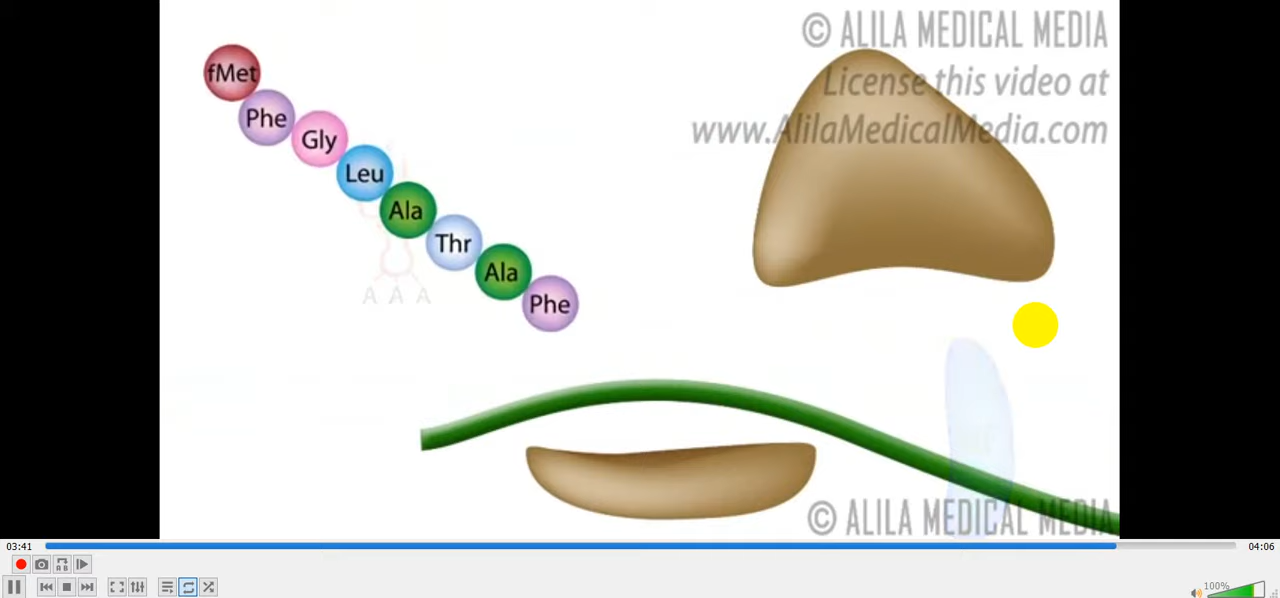 © ALILA MEDICAL MEDIA
License this video at
www.AlilaMedicalMedia.com
fMet
Phe
Gly
Leu
Ala
Thr
Ala
Phe
A A A
© ALILA MEDICAL MEDIA
03:41
04:06
A B
100%